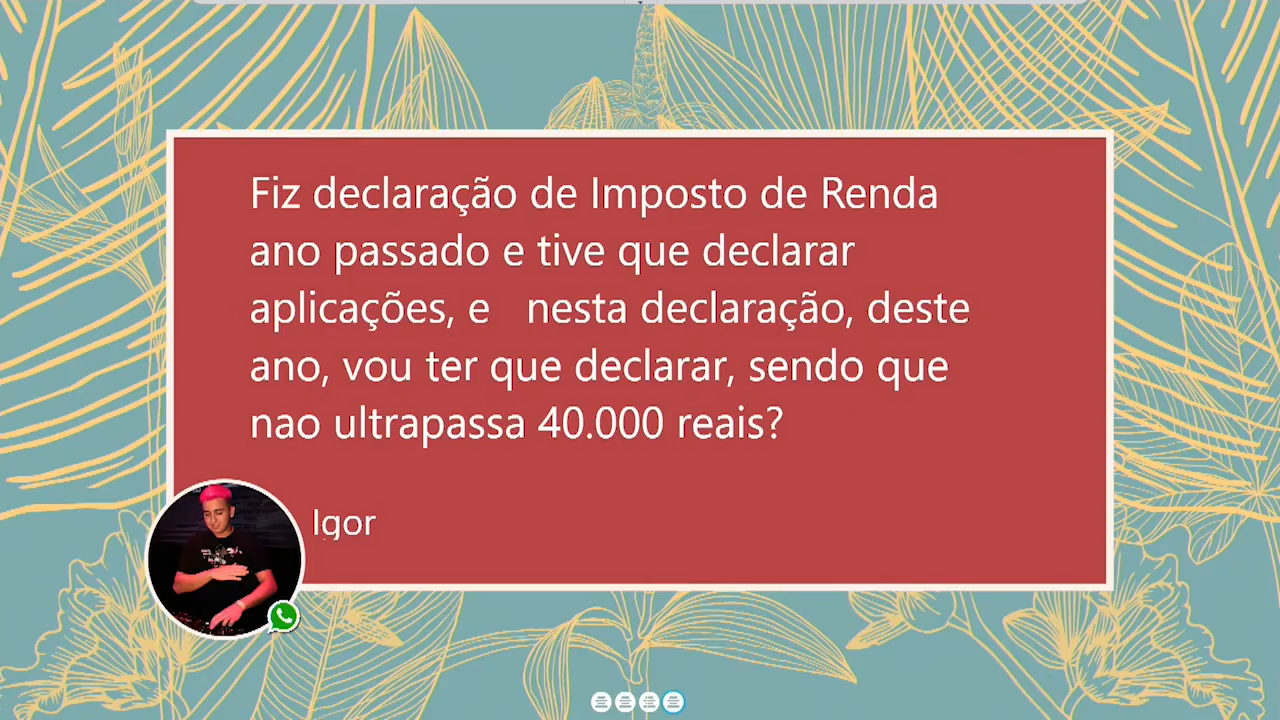 Fiz declaração de Imposto de Renda
ano passado e tive que declarar
aplicações, e nesta declaração, deste
ano, vou ter que declarar, sendo que
nao ultrapassa 40.000 reais?
Igor